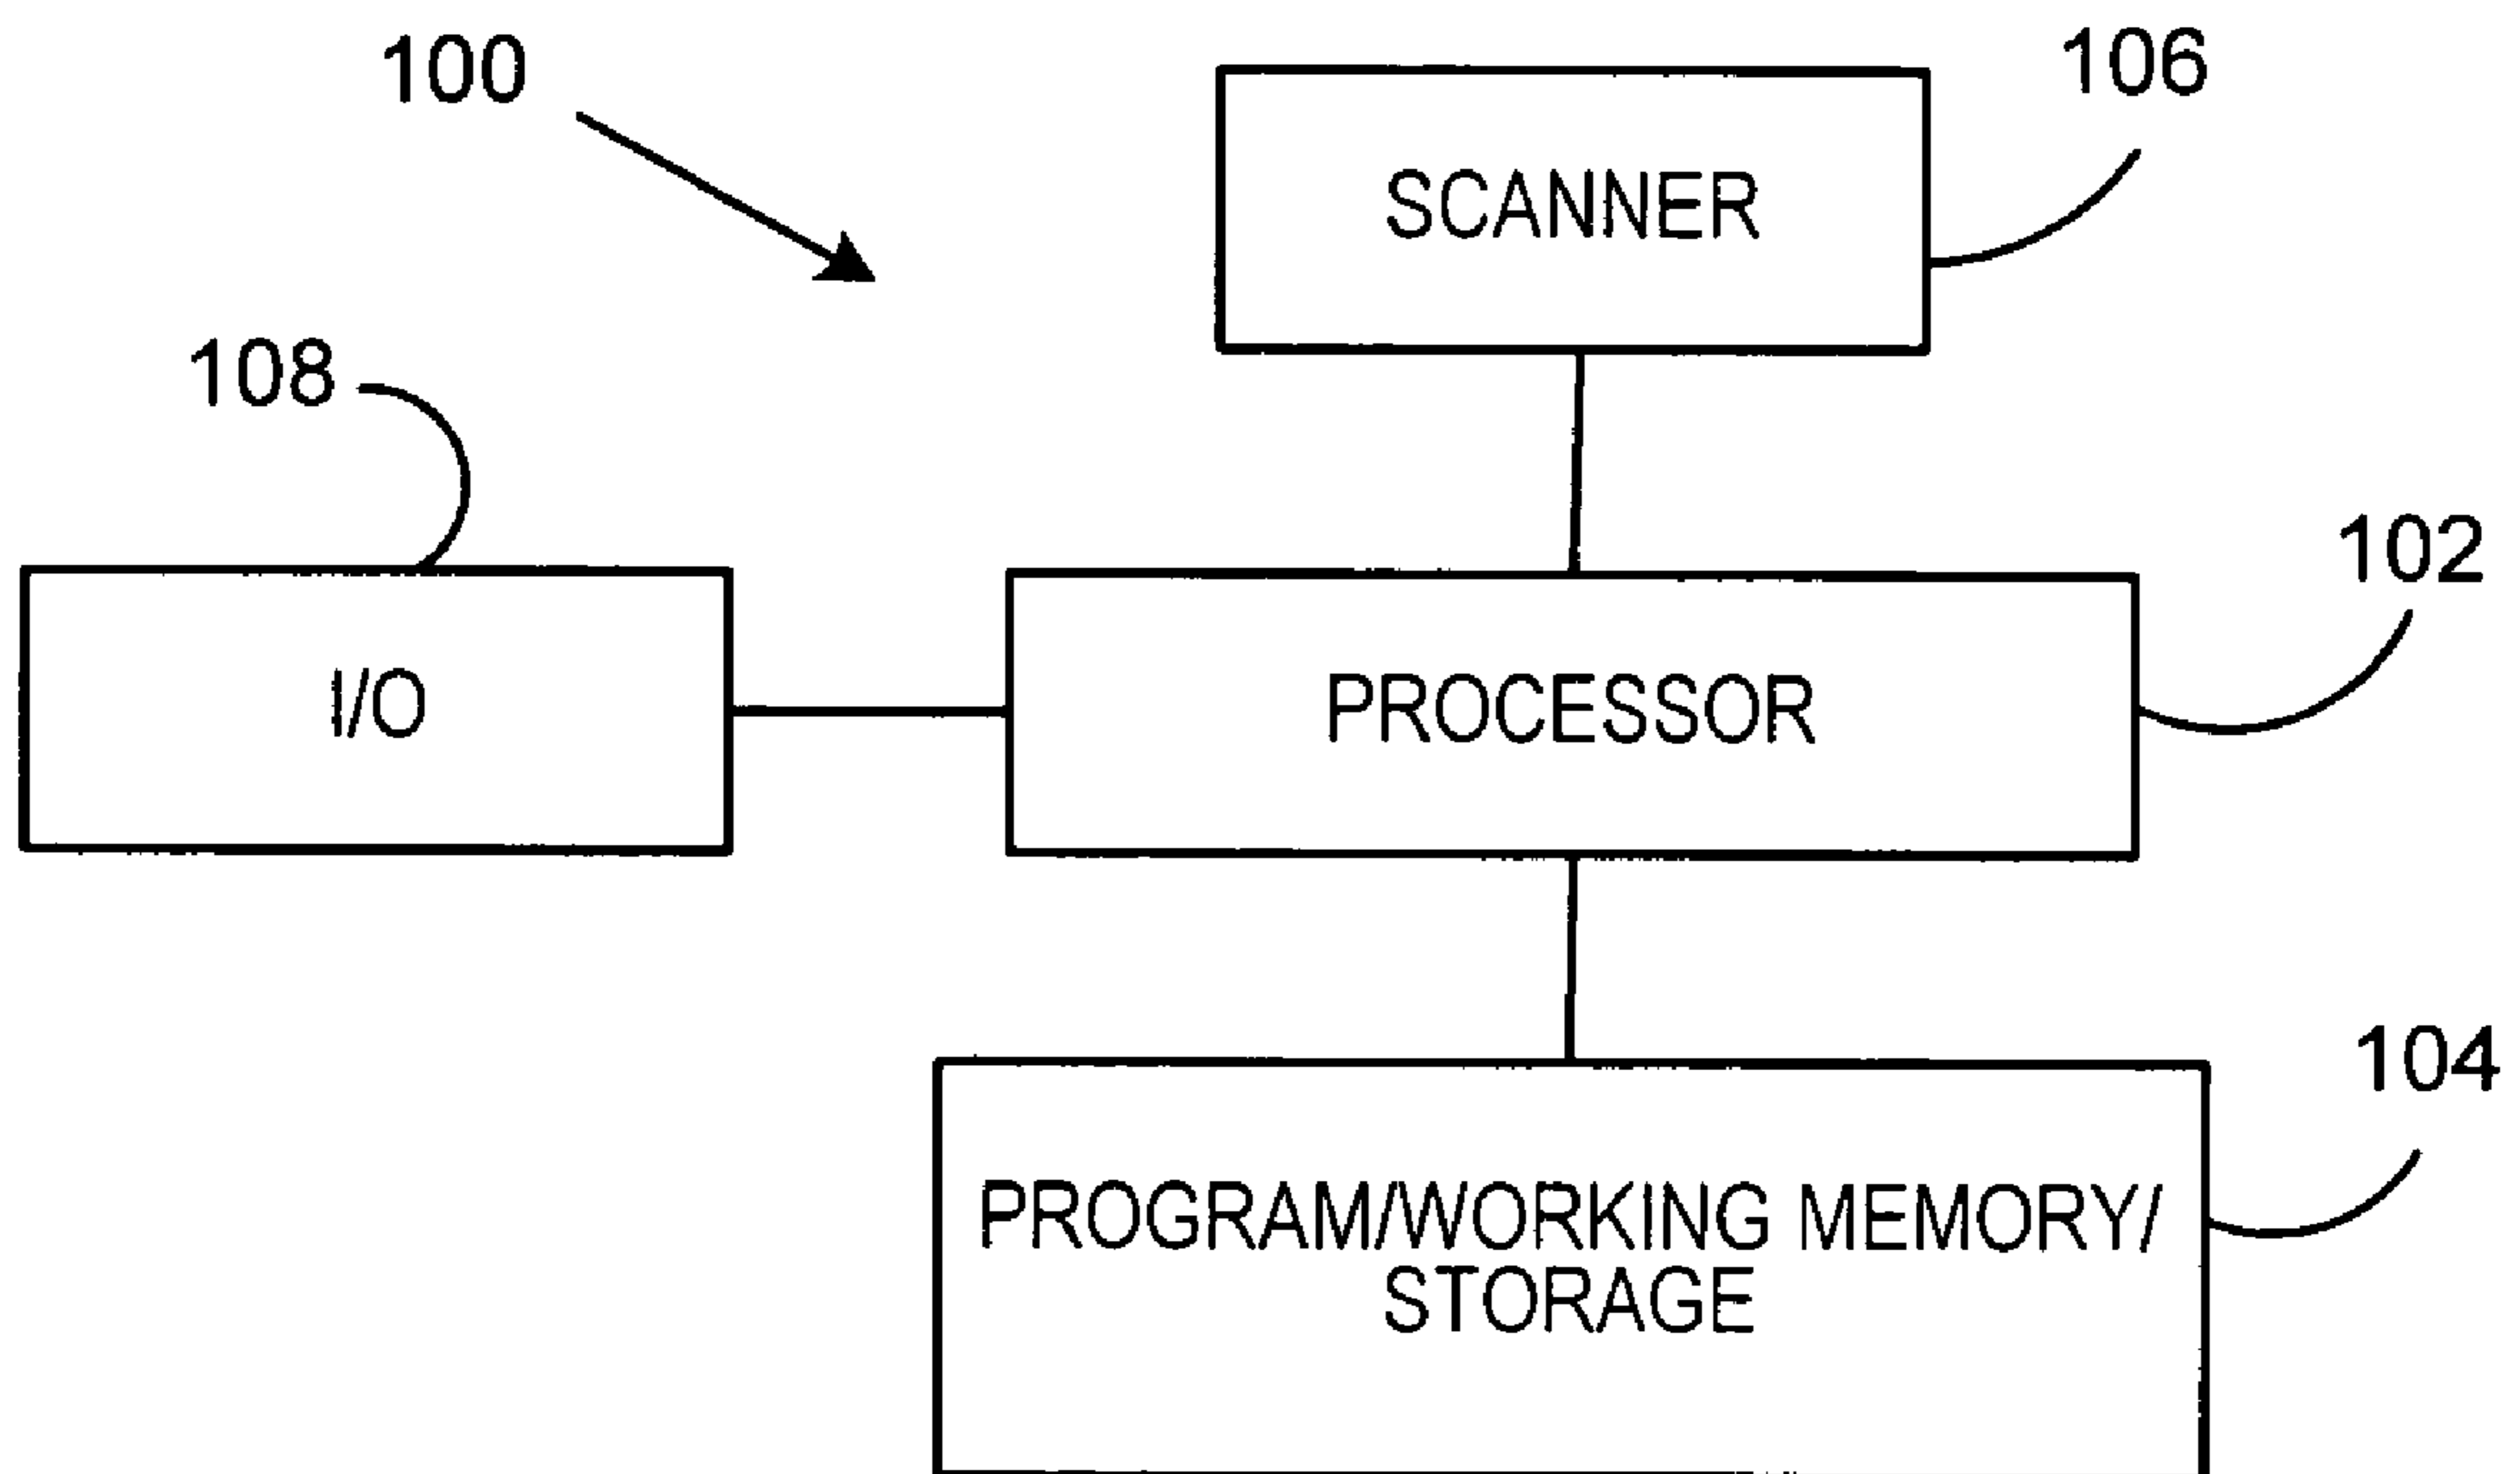 100
106
SCANNER
108
102
I/O
PROCESSOR
104
PROGRAM/WORKING MEMORY/
STORAGE